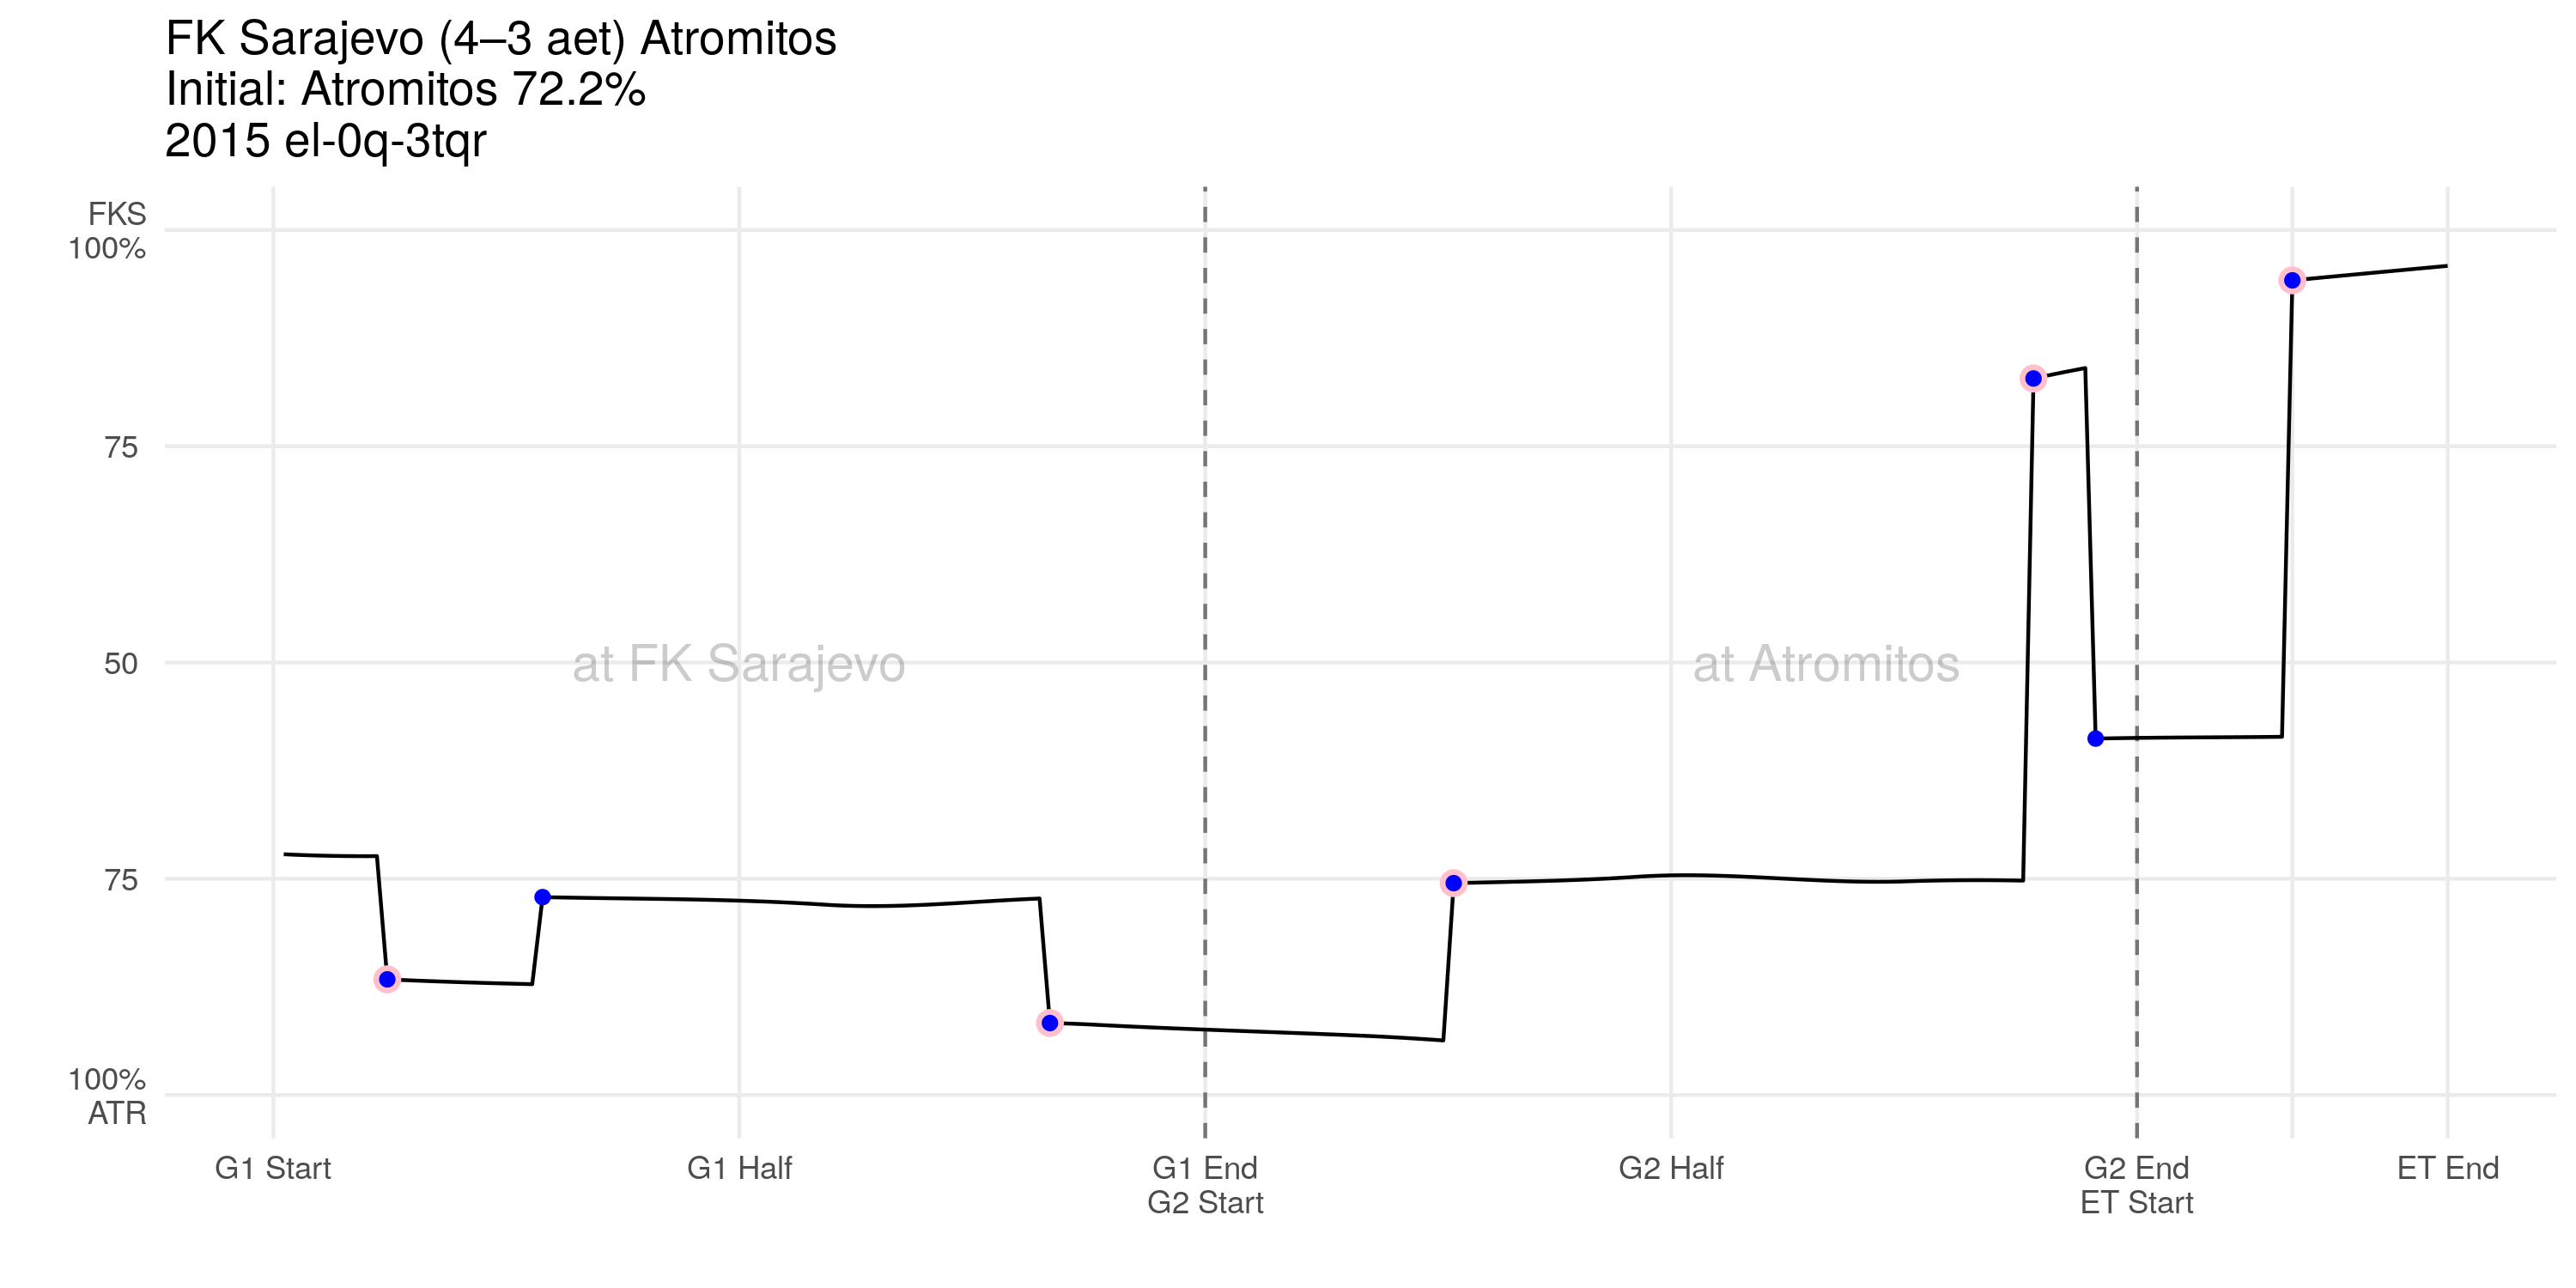 FK Sarajevo (4–3 aet) Atromitos
Initial: Atromitos 72.2%
2015 el-0q-3tqr
FKS
100%
75
50
75
100%
ATR
at FK Sarajevo
at Atromitos
G1 Start
G1 Half
G1 End
G2 Start
G2 Half
G2 End
ET Start
ET End